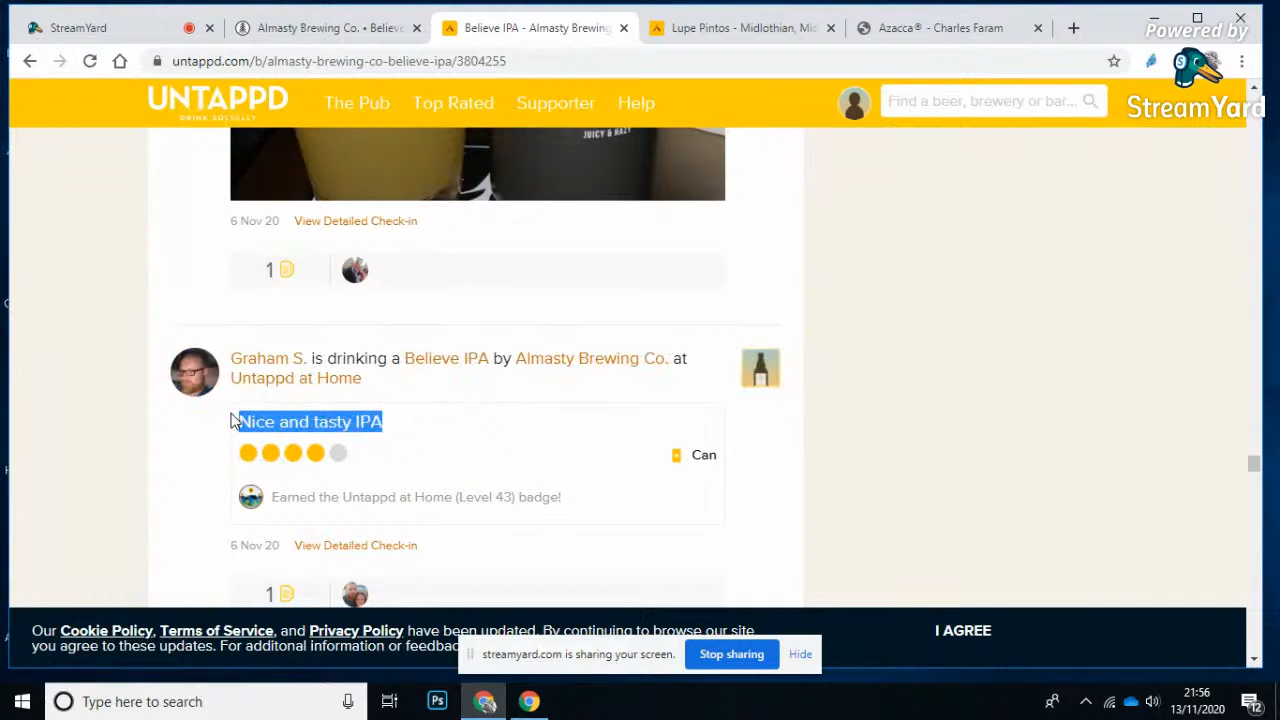 StreamYard
Almasty Brewing Co. • Believe
Believe IPA - Almasty Brewing
Lupe Pintos - Midlothian, Mid
Azacca® - Charles Faram
Powered by
untappd.com/b/almasty-brewing-co-believe-ipa/3804255
StreamYard
UNTAPPD
DRINK SOCIALLY
The Pub
Top Rated
Supporter
Help
Find a beer, brewery or bar...
JUICY & HAZY
6 Nov 20
View Detailed Check-in
1
Graham S. is drinking a Believe IPA by Almasty Brewing Co. at
Untappd at Home
Nice and tasty IPA
Can
Earned the Untappd at Home (Level 43) badge!
6 Nov 20
View Detailed Check-in
1
Our Cookie Policy, Terms of Service, and Privacy Policy have been updated. By continuing to browse our site,
you agree to these updates. For additonal information or feedbac
I AGREE
streamyard.com is sharing your screen.
Stop sharing
Hide
Type here to search
Ps
21:56
13/11/2020
12